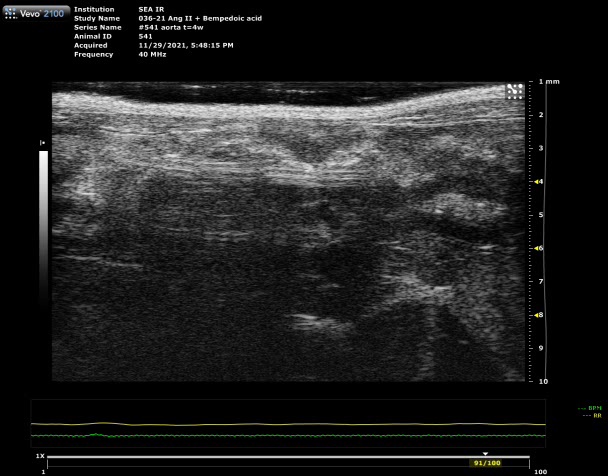 Vevo 2100
Institution SEA IR
Study Name 036-21 Ang II + Bempedoic acid
Series Name #541 aorta t=4w
Animal ID 541
Acquired 11/29/2021, 5:48:15 PM
Frequency 40 MHz
1 mm
2
3
4
5
6
7
8
9
10
BPM
RR
1X
91/100
1
100